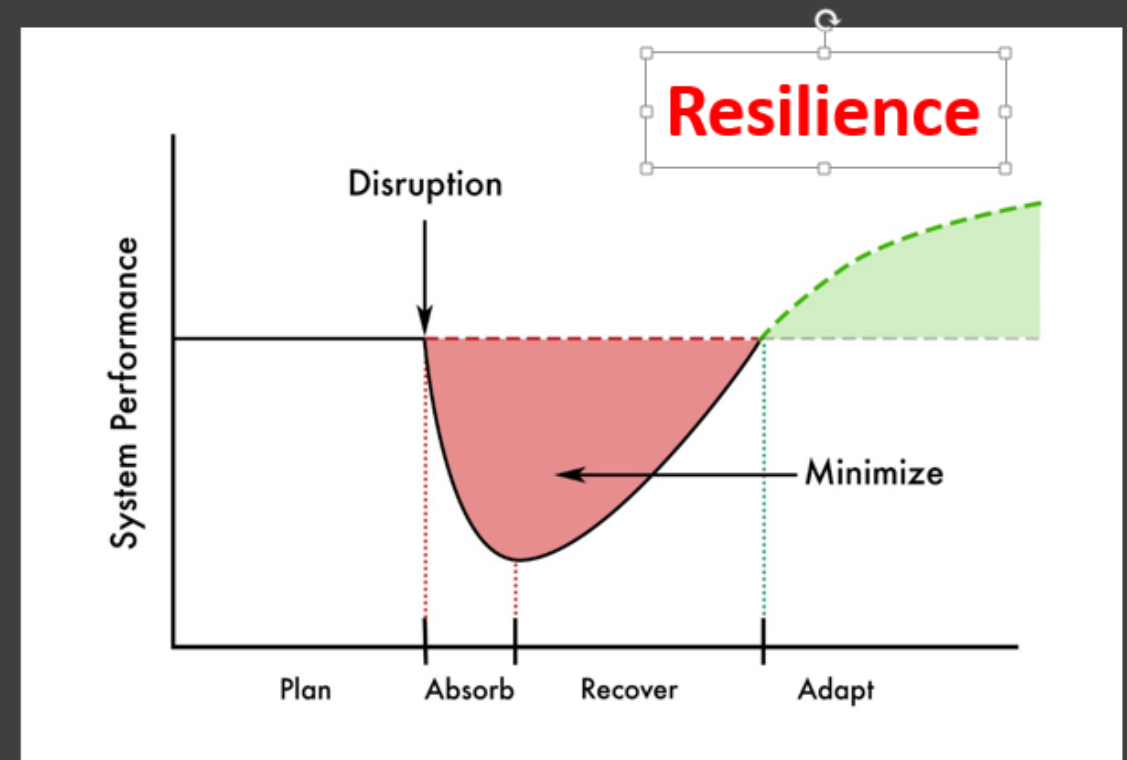 Resilience
Disruption
System Performance
Minimize
Plan Absorb Recover Adapt